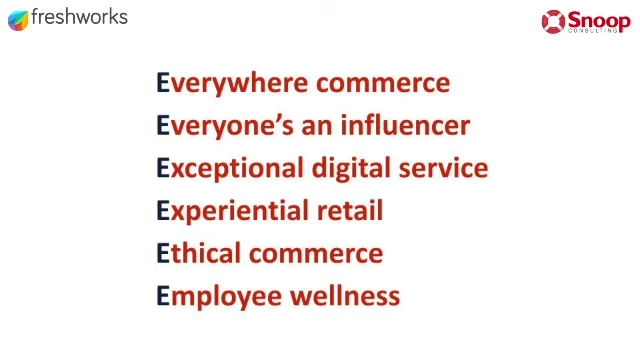 freshworks
Snoop
CONSULTING
Everywhere commerce
Everyone's an influencer
Exceptional digital service
Experiential retail
Ethical commerce
Employee wellness